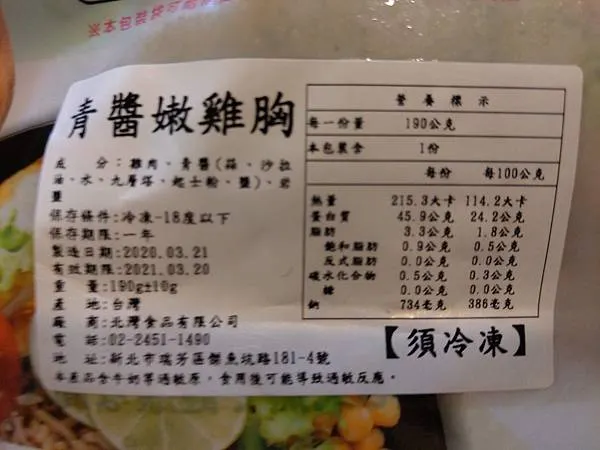 ※本包裝袋可
青醬嫩雞胸
成 分:雞肉、青醬(蒜、沙拉
油、水、九層塔、起士粉、鹽)、岩
鹽
保存條件:冷凍-18度以下
保存期限:一年
製造日期:2020.03.21
有效期限:2021.03.20
重 量:190g±10g
產 地:台灣
廠 商:北灣食品有限公司
電 話:02-2451-1490
地 址:新北市瑞芳區傑魚坑路181-4號
本產品含牛奶等過敏原,食用後可能導致過敏反應。
營養標示
每一份量 190公克
本包裝含 1份
每份 每100公克
熱量 215.3大卡 114.2大卡
蛋白質 45.9公克 24.2公克
脂肪 3.3公克 1.8公克
飽和脂肪 0.9公克 0.5公克
反式脂肪 0.0公克 0.0公克
碳水化合物 0.5公克 0.3公克
糖 0.0公克 0.0公克
鈉 734毫克 386毫克
【須冷凍】